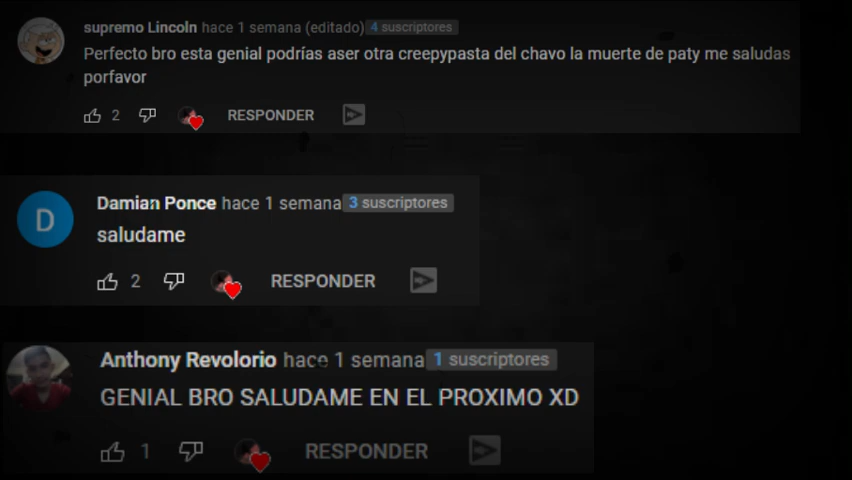 supremo Lincoln hace 1 semana (editado) 4 suscriptores
Perfecto bro esta genial podrías aser otra creepypasta del chavo la muerte de paty me saludas
porfavor
2 RESPONDER
D
Damian Ponce hace 1 semana 3 suscriptores
saludame
2 RESPONDER
Anthony Revolorio hace 1 semana 1 suscriptores
GENIAL BRO SALUDAME EN EL PROXIMO XD
1 RESPONDER